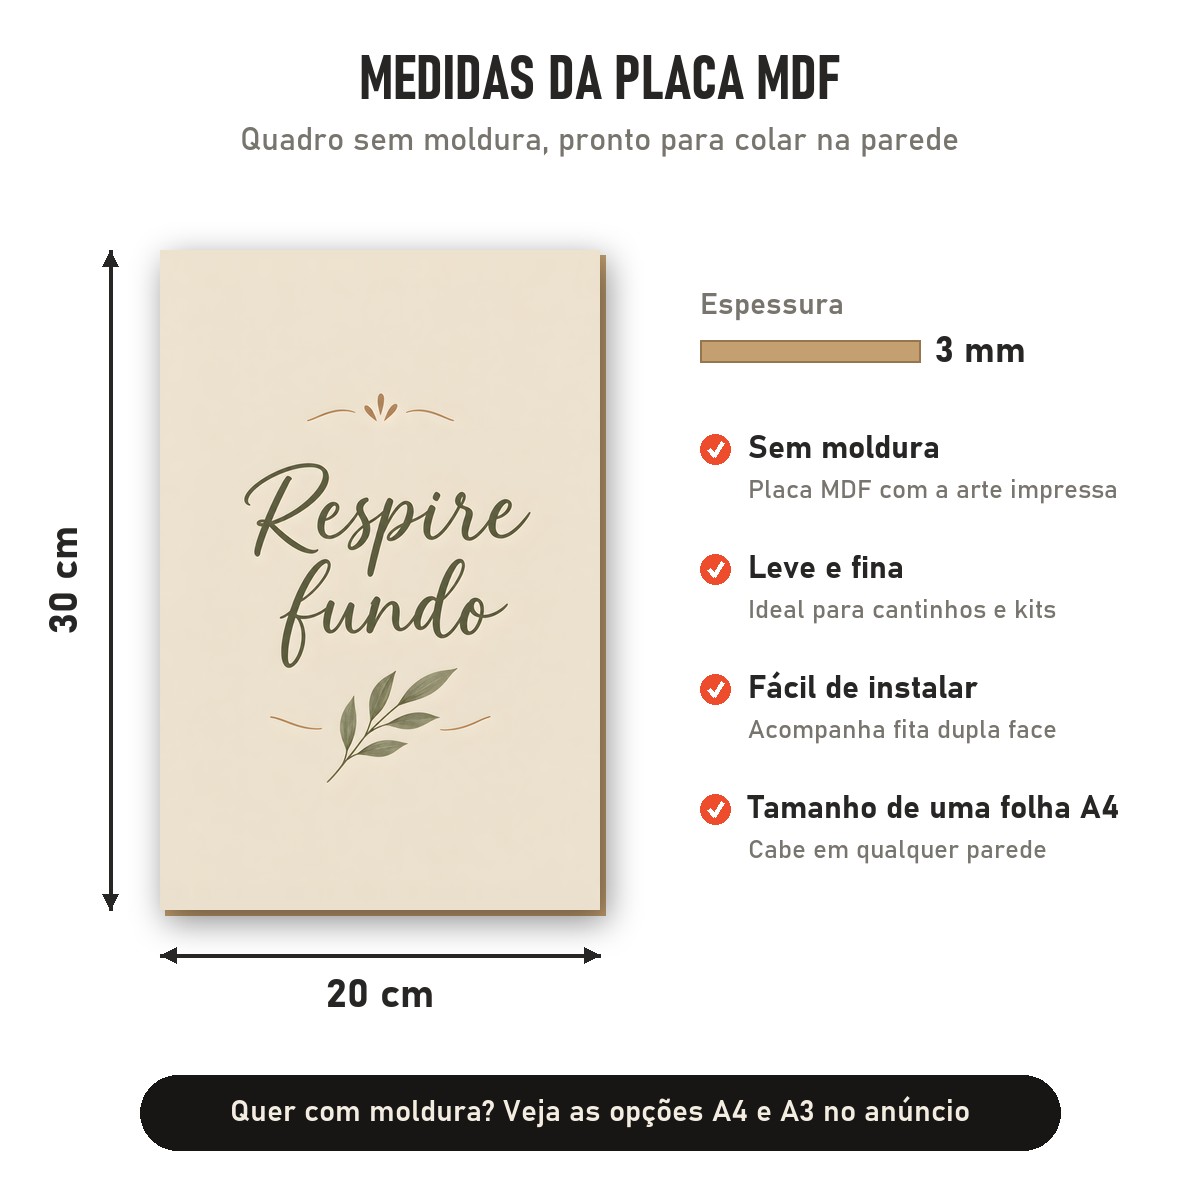 MEDIDAS DA PLACA MDF
Quadro sem moldura, pronto para colar na parede
30 cm
Respire
fundo
20 cm
Espessura
3 mm
Sem moldura
Placa MDF com a arte impressa
Leve e fina
Ideal para cantinhos e kits
Fácil de instalar
Acompanha fita dupla face
Tamanho de uma folha A4
Cabe em qualquer parede
Quer com moldura? Veja as opções A4 e A3 no anúncio